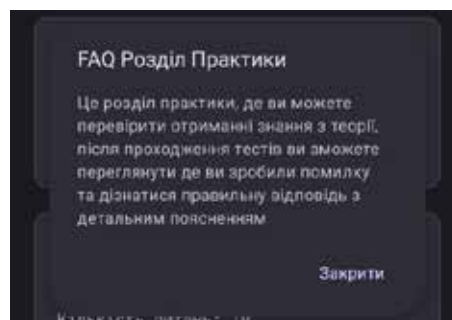 FAQ Розділ Практики
Це розділ практики, де ви можете
перевірити отриманні знання з теорії,
після проходження тестів ви зможете
переглянути де ви зробили помилку
та дізнатися правильну відповідь з
детальним поясненням
Закрити